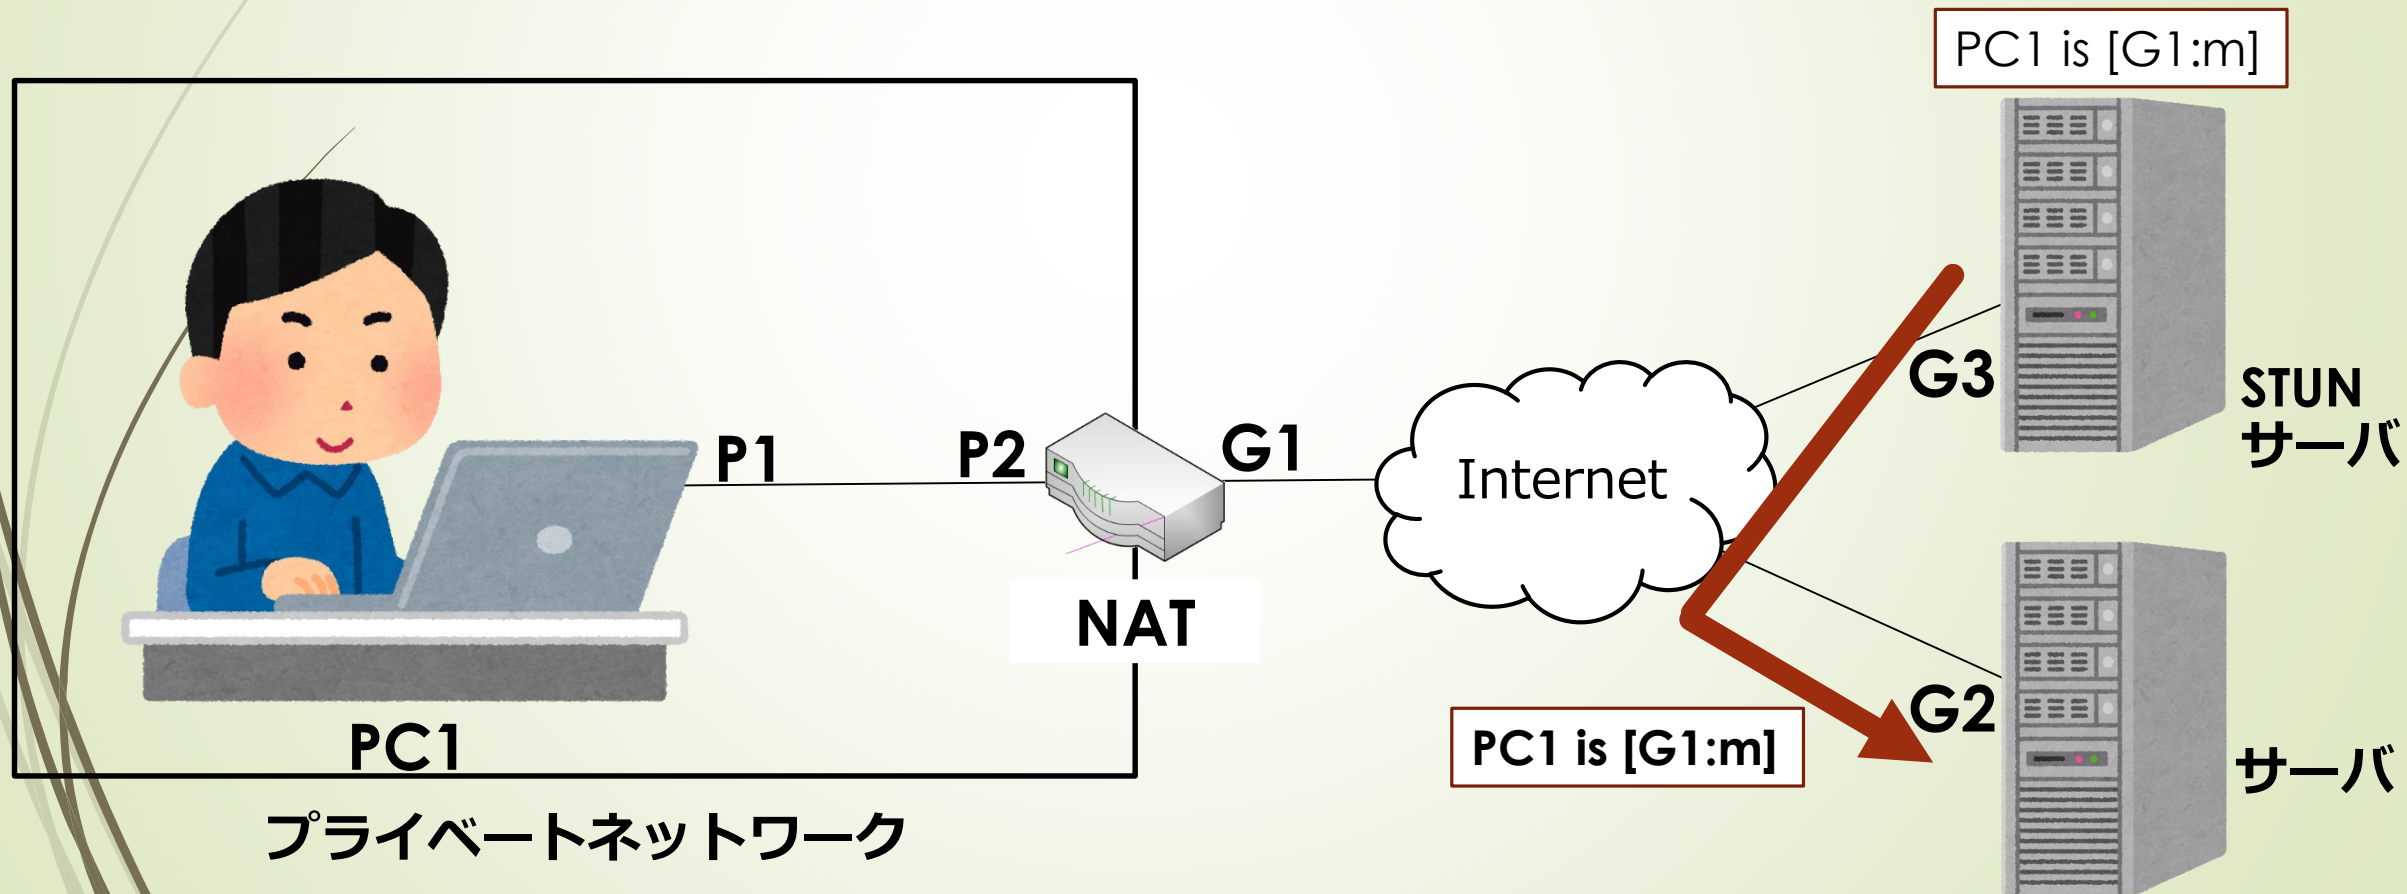 PC1 is [G1:m]
G3
STUN
サーバ
P1
P2
G1
Internet
NAT
G2
PC1 is [G1:m]
サーバ
PC1
プライベートネットワーク